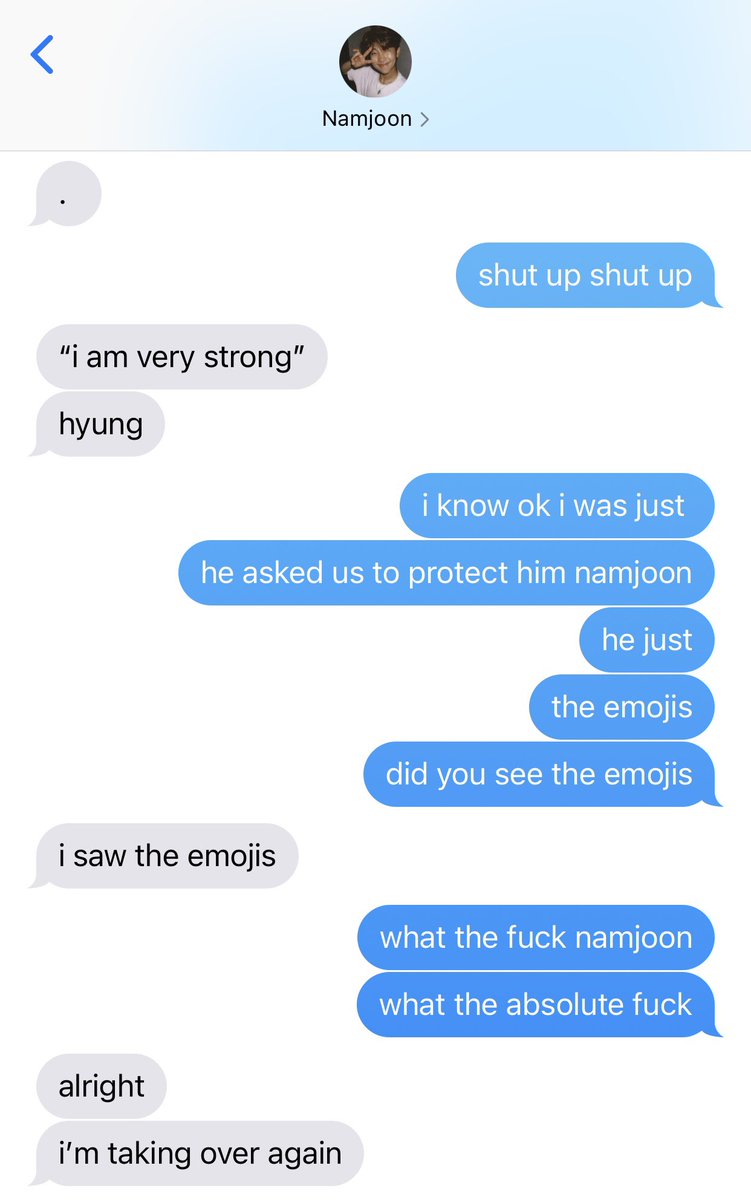 Namjoon
.
shut up shut up
“i am very strong”
hyung
i know ok i was just
he asked us to protect him namjoon
he just
the emojis
did you see the emojis
i saw the emojis
what the fuck namjoon
what the absolute fuck
alright
i’m taking over again